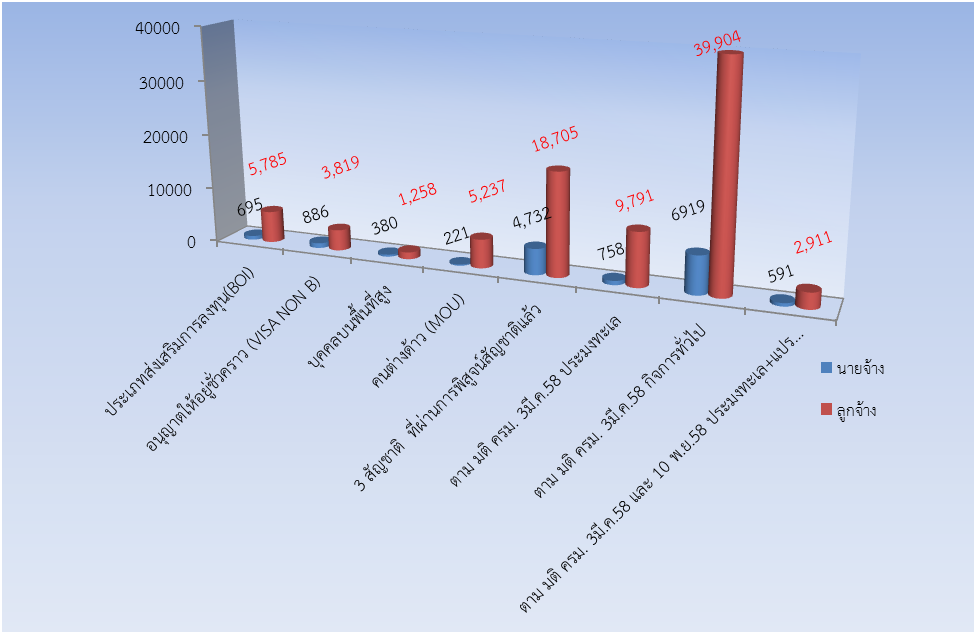 40000
30000
20000
10000
0
695
5,785
886
3,819
380
1,258
221
5,237
4,732
18,705
758
9,791
6919
39,904
591
2,911
ประเภทส่งเสริมการลงทุน(BOI)
อนุญาตให้อยู่ชั่วคราว (VISA NON B)
บุคคลบนพื้นที่สูง
คนต่างด้าว (MOU)
3 สัญชาติ ที่ผ่านการพิสูจน์สัญชาติแล้ว
ตาม มติ ครม. 3มี.ค.58 ประมงทะเล
ตาม มติ ครม. 3มี.ค.58 กิจการทั่วไป
ตาม มติ ครม. 3มี.ค.58 และ 10 พ.ย.58 ประมงทะเล+แปร...
นายจ้าง
ลูกจ้าง